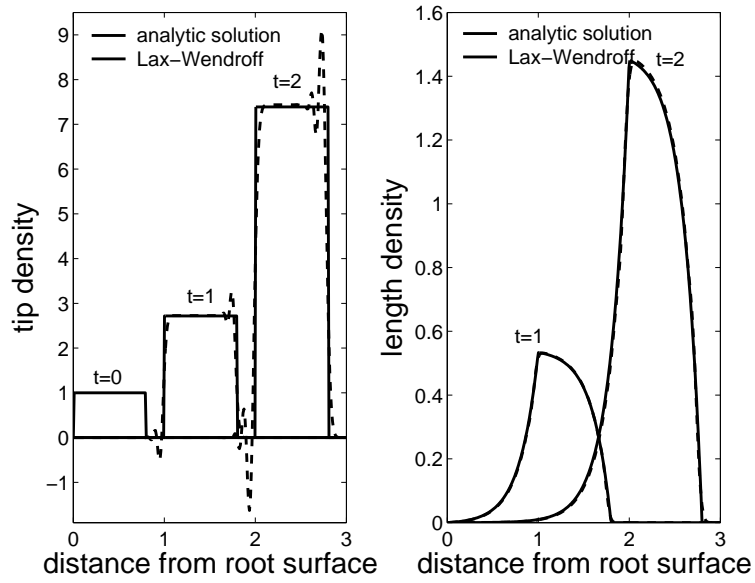 analytic solution
Lax−Wendroff
t=2
t=1
t=0
tip density
9
8
7
6
5
4
3
2
1
0
−1
0
1
2
3
distance from root surface
analytic solution
Lax−Wendroff
t=2
t=1
length density
1.6
1.4
1.2
1
0.8
0.6
0.4
0.2
0
0
1
2
3
distance from root surface